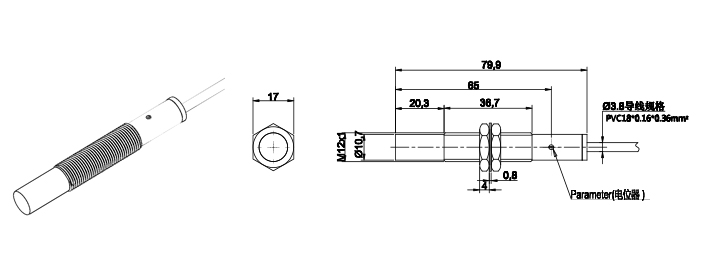 79,9
65
17
20,3
36,7
Ø3.8导线规格
PVC18*0.16*0.36mm²
M12x1
Ø10,7
0,8
4
Parameter(电位器)